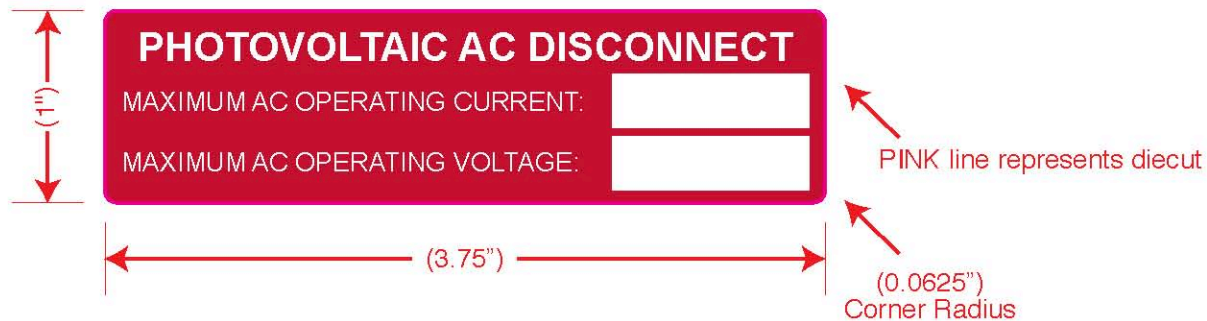 PHOTOVOLTAIC AC DISCONNECT
MAXIMUM AC OPERATING CURRENT:
MAXIMUM AC OPERATING VOLTAGE:
(1")
PINK line represents diecut
(3.75”)
(0.0625”)
Corner Radius